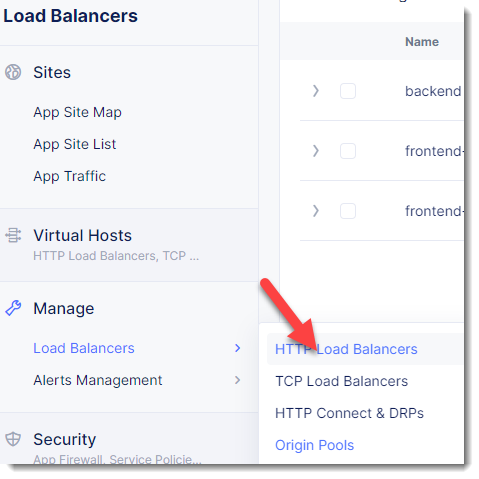 Load Balancers
Sites
App Site Map
App Site List
App Traffic
Virtual Hosts
HTTP Load Balancers, TCP ...
Manage
Load Balancers
Alerts Management
Security
App Firewall, Service Policie...
Name
backend
frontend-
frontend-
HTTP Load Balancers
TCP Load Balancers
HTTP Connect & DRPs
Origin Pools